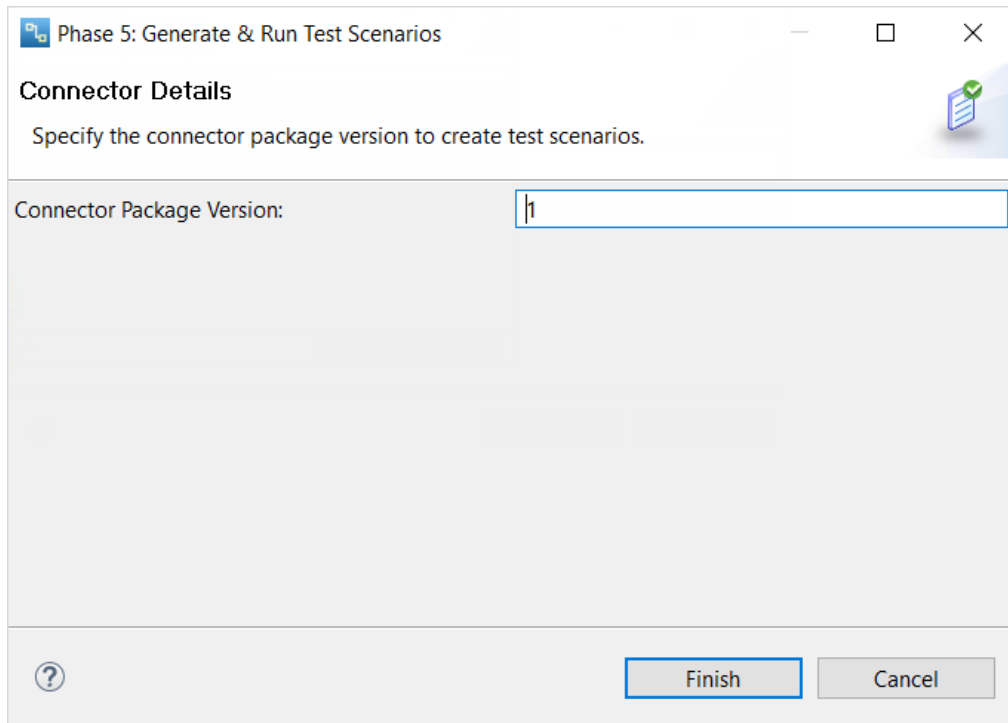 Phase 5: Generate & Run Test Scenarios
Connector Details
Specify the connector package version to create test scenarios.
Connector Package Version: 1
? Finish Cancel